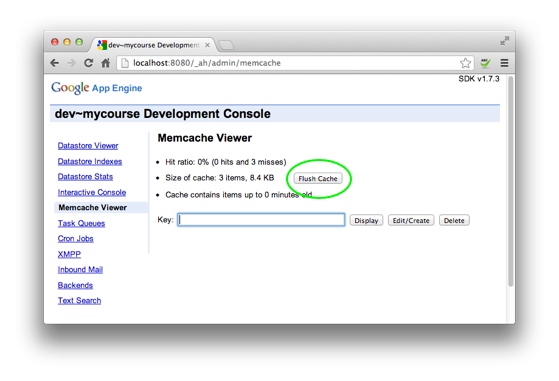 dev~mycourse Development
localhost:8080/_ah/admin/memcache
ABP
SDK v1.7.3
Google App Engine
dev~mycourse Development Console
Datastore Viewer
Datastore Indexes
Datastore Stats
Interactive Console
Memcache Viewer
Task Queues
Cron Jobs
XMPP
Inbound Mail
Backends
Text Search
Memcache Viewer
Hit ratio: 0% (0 hits and 3 misses)
Size of cache: 3 items, 8.4 KB Flush Cache
Cache contains items up to 0 minutes old.
Key: Display Edit/Create Delete